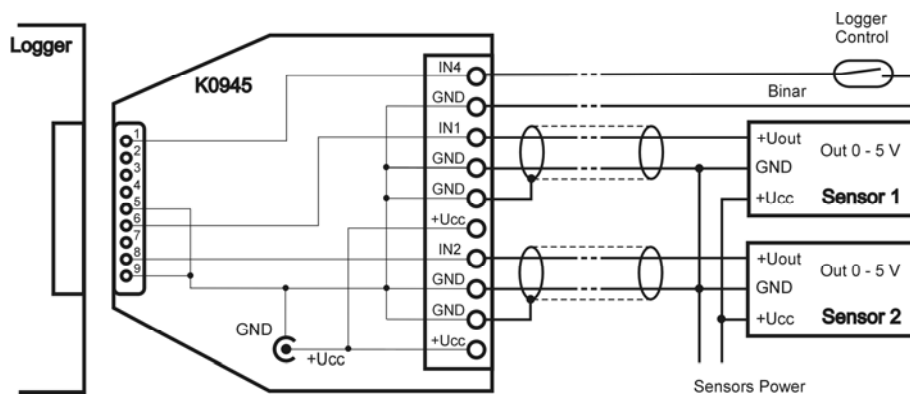 Logger
K0945
1
2
3
4
5
6
7
8
9
GND
+Ucc
IN4
GND
IN1
GND
GND
+Ucc
IN2
GND
GND
+Ucc
Logger
Control
Binar
+Uout
Out 0 - 5 V
GND
+Ucc
Sensor 1
+Uout
Out 0 - 5 V
GND
+Ucc
Sensor 2
Sensors Power